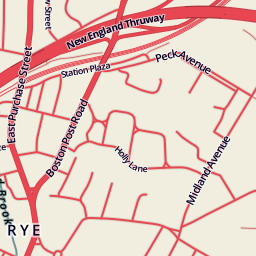 New England Thruway
w Street
Peck Avenue
Station Plaza
East Purchase Street
Boston Post Road
Holly Lane
Midland Avenue
Brook
RYE